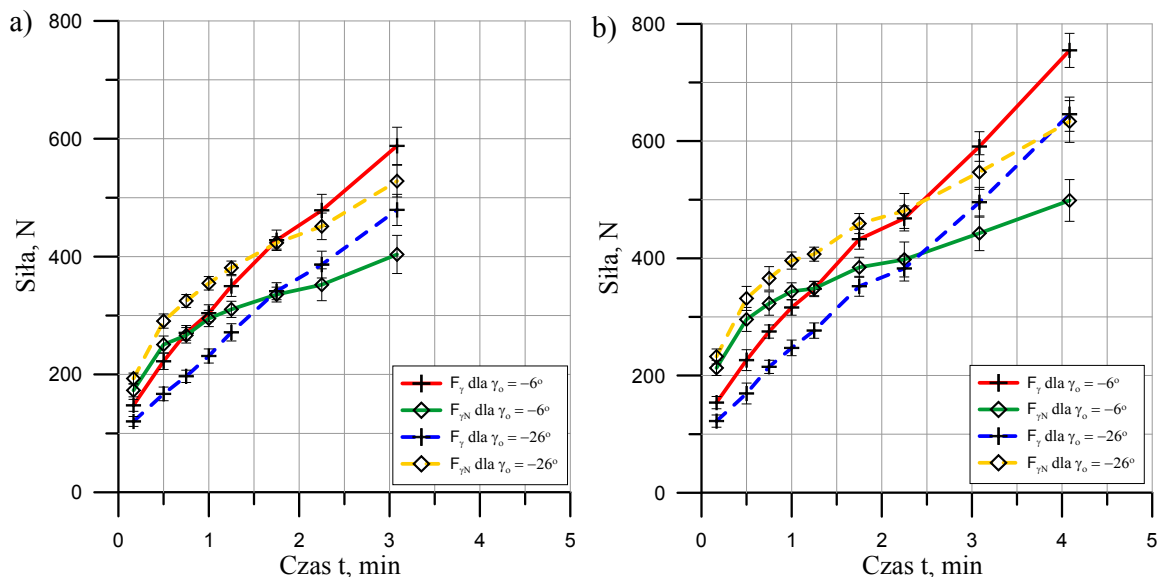 a)
800
600
400
200
0
Siła, N
0 1 2 3 4 5
Czas t, min
Fγ dla γₒ = −6º
FγN dla γₒ = −6º
Fγ dla γₒ = −26º
FγN dla γₒ = −26º
b)
800
600
400
200
0
Siła, N
0 1 2 3 4 5
Czas t, min
Fγ dla γₒ = −6º
FγN dla γₒ = −6º
Fγ dla γₒ = −26º
FγN dla γₒ = −26º